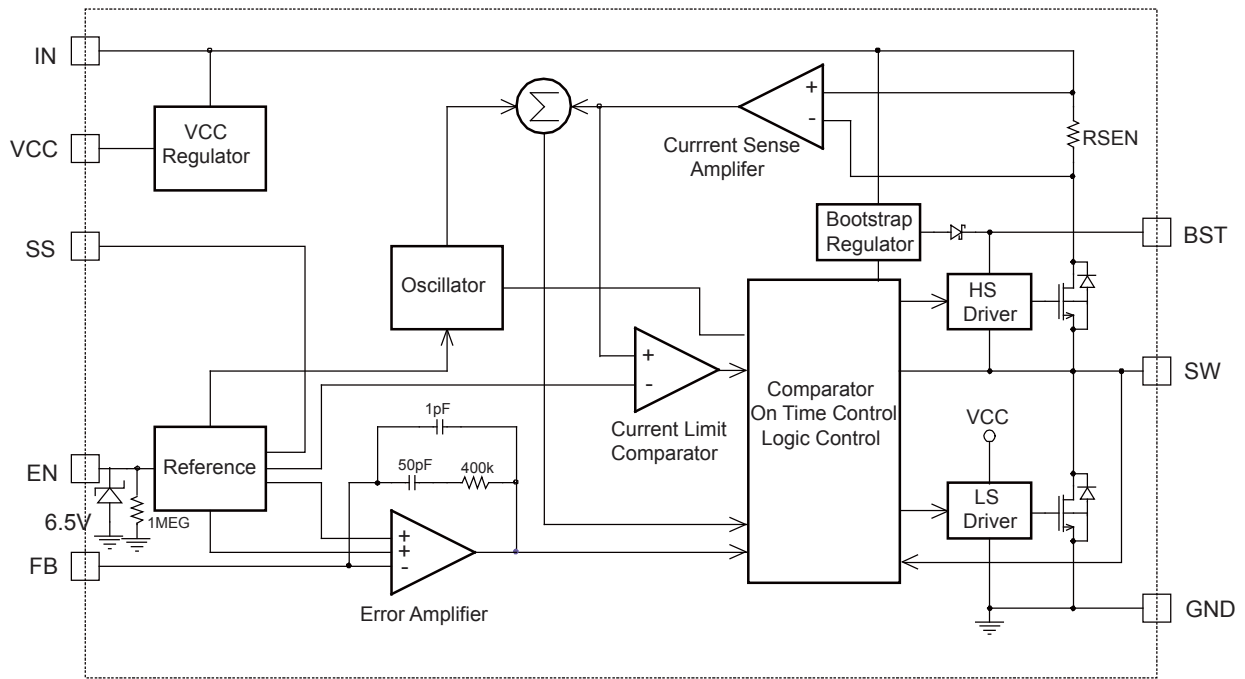 IN
VCC
VCC
Regulator
SS
Σ
+
-
Currrent Sense
Amplifer
RSEN
Bootstrap
Regulator
BST
Oscillator
HS
Driver
+
-
Current Limit
Comparator
Comparator
On Time Control
Logic Control
SW
VCC
1pF
50pF
400k
EN
Reference
6.5V
1MEG
LS
Driver
FB
+
+
-
Error Amplifier
GND